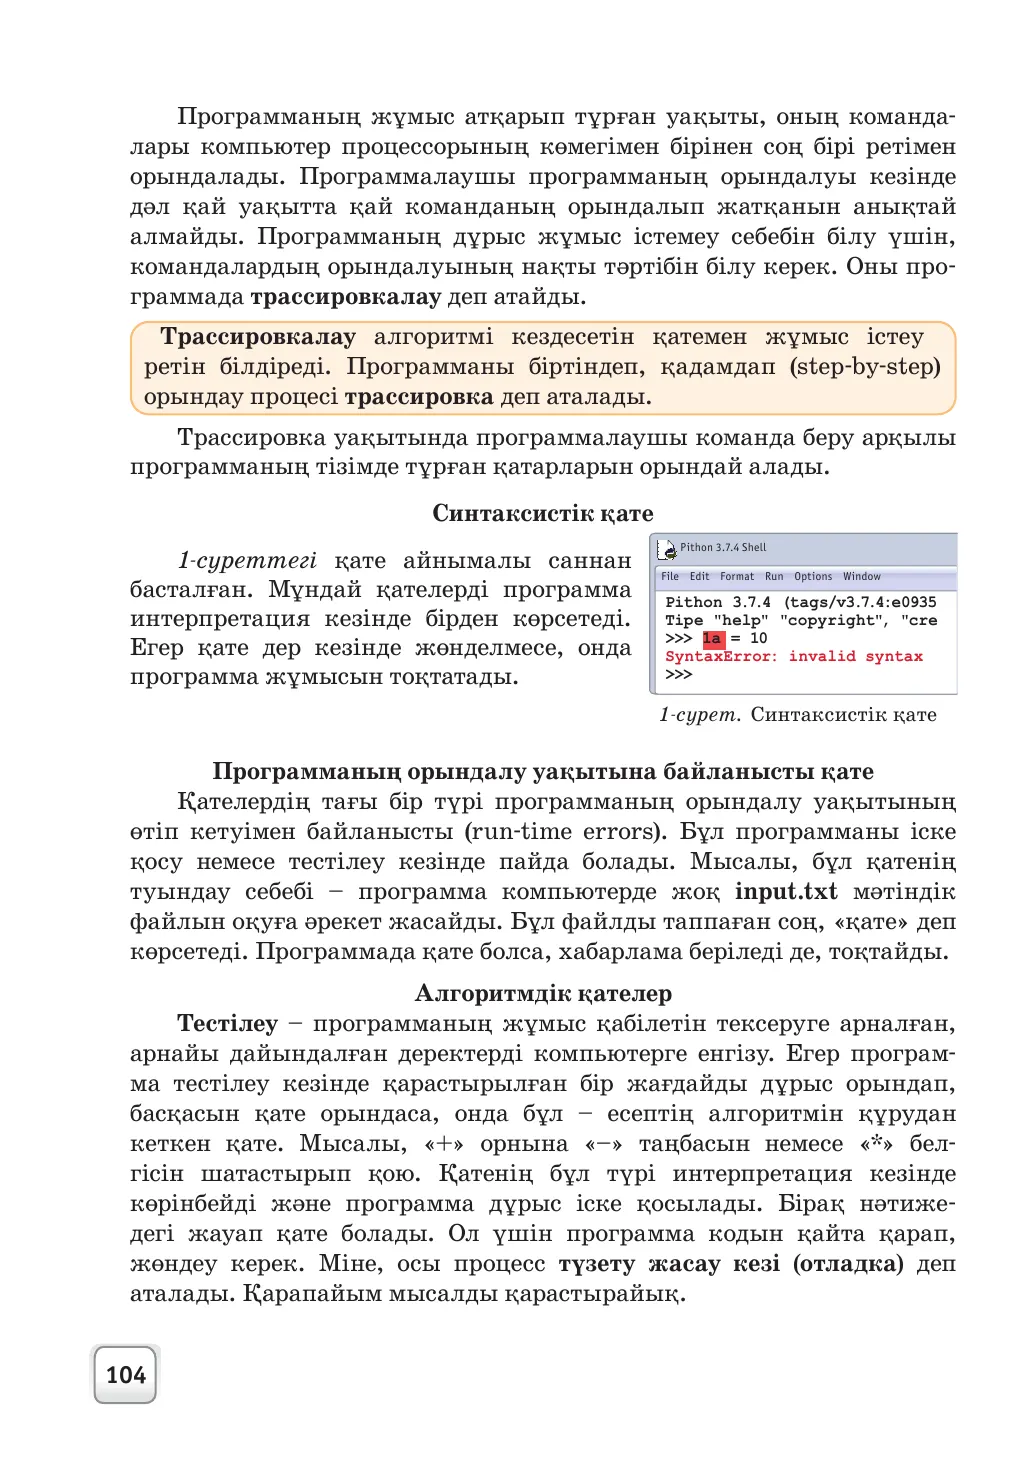 Программаның жұмыс атқарып тұрған уақыты, оның команда-
лары компьютер процессорының көмегімен бірінен соң бірі ретімен
орындалады. Программалаушы программаның орындалуы кезінде
дәл қай уақытта қай команданың орындалып жатқанын анықтай
алмайды. Программаның дұрыс жұмыс істемеу себебін білу үшін,
командалардың орындалуының нақты тәртібін білу керек. Оны про-
граммада трассировкалау деп атайды.
Трассировкалау алгоритмі кездесетін қатемен жұмыс істеу
ретін білдіреді. Программаны біртіндеп, қадамдап (step-by-step)
орындау процесі трассировка деп аталады.
Трассировка уақытында программалаушы команда беру арқылы
программаның тізімде тұрған қатарларын орындай алады.
Синтаксистік қате
1-суреттегі қате айнымалы саннан
басталған. Мұндай қателерді программа
интерпретация кезінде бірден көрсетеді.
Егер қате дер кезінде жөнделмесе, онда
программа жұмысын тоқтатады.
Pithon 3.7.4 Shell
File Edit Format Run Options Window
Pithon 3.7.4 (tags/v3.7.4:e0935
Tipe "help" "copyright", "cre
>>> 1a = 10
SyntaxError: invalid syntax
>>>
1-сурет. Синтаксистік қате
Программаның орындалу уақытына байланысты қате
Қателердің тағы бір түрі программаның орындалу уақытының
өтіп кетуімен байланысты (run-time errors). Бұл программаны іске
қосу немесе тестілеу кезінде пайда болады. Мысалы, бұл қатенің
туындау себебі – программа компьютерде жоқ input.txt мәтіндік
файлын оқуға әрекет жасайды. Бұл файлды таппаған соң, «қате» деп
көрсетеді. Программада қате болса, хабарлама беріледі де, тоқтайды.
Алгоритмдік қателер
Тестілеу – программаның жұмыс қабілетін тексеруге арналған,
арнайы дайындалған деректерді компьютерге енгізу. Егер програм-
ма тестілеу кезінде қарастырылған бір жағдайды дұрыс орындап,
басқасын қате орындаса, онда бұл – есептің алгоритмін құрудан
кеткен қате. Мысалы, «+» орнына «–» таңбасын немесе «*» бел-
гісін шатастырып қою. Қатенің бұл түрі интерпретация кезінде
көрінбейді және программа дұрыс іске қосылады. Бірақ нәтиже-
дегі жауап қате болады. Ол үшін программа кодын қайта қарап,
жөндеу керек. Міне, осы процесс түзету жасау кезі (отладка) деп
аталады. Қарапайым мысалды қарастырайық.
104